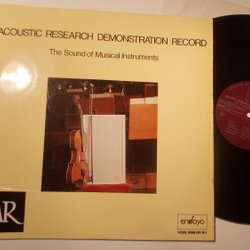 ACOUSTIC RESEARCH DEMONSTRATION RECORD
The Sound of Musical Instruments
AR
ensayo